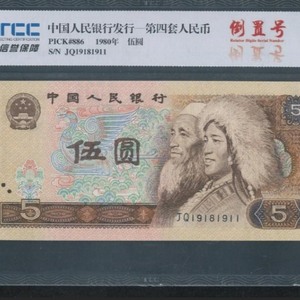 TCC
信誉保障
中国人民银行发行—第四套人民币
PICK#886 1980年 伍圆
S/N JQ19181911
倒置号
中国人民银行
伍圆
JQ19181911
5
5